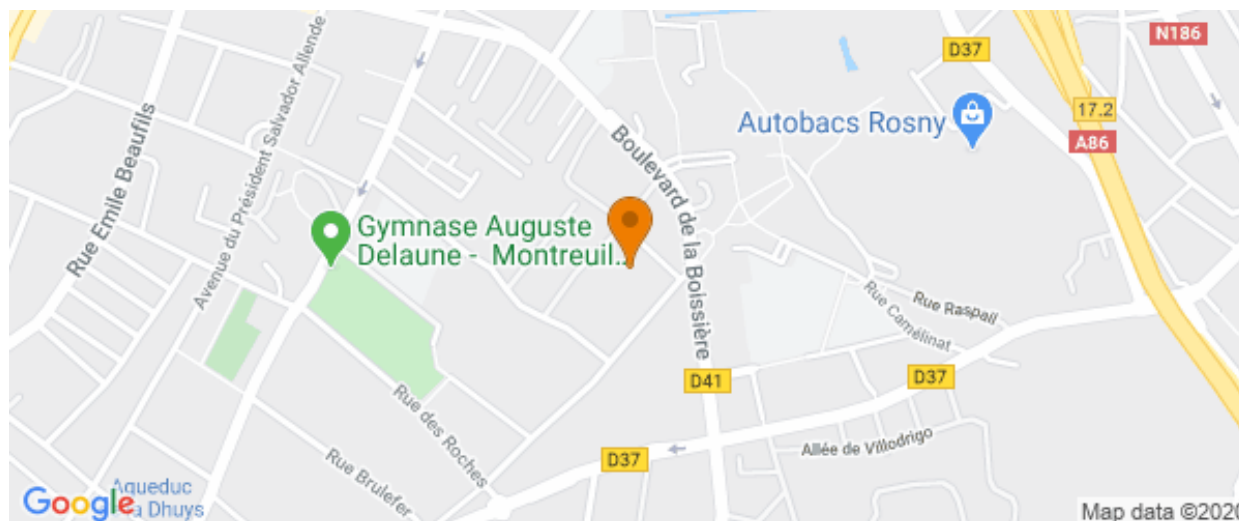 N186
D37
17.2
A86
Autobacs Rosny
Rue Emile Beaufils
Avenue du Président Salvador Allende
Boulevard de la Boissière
Gymnase Auguste
Delaune - Montreuil...
Rue Raspail
Rue Camélinat
D41
D37
Rue des Roches
Allée de Villodrigo
D37
Rue Brulefer
Aqueduc
Dhuys
Google
Map data ©2020